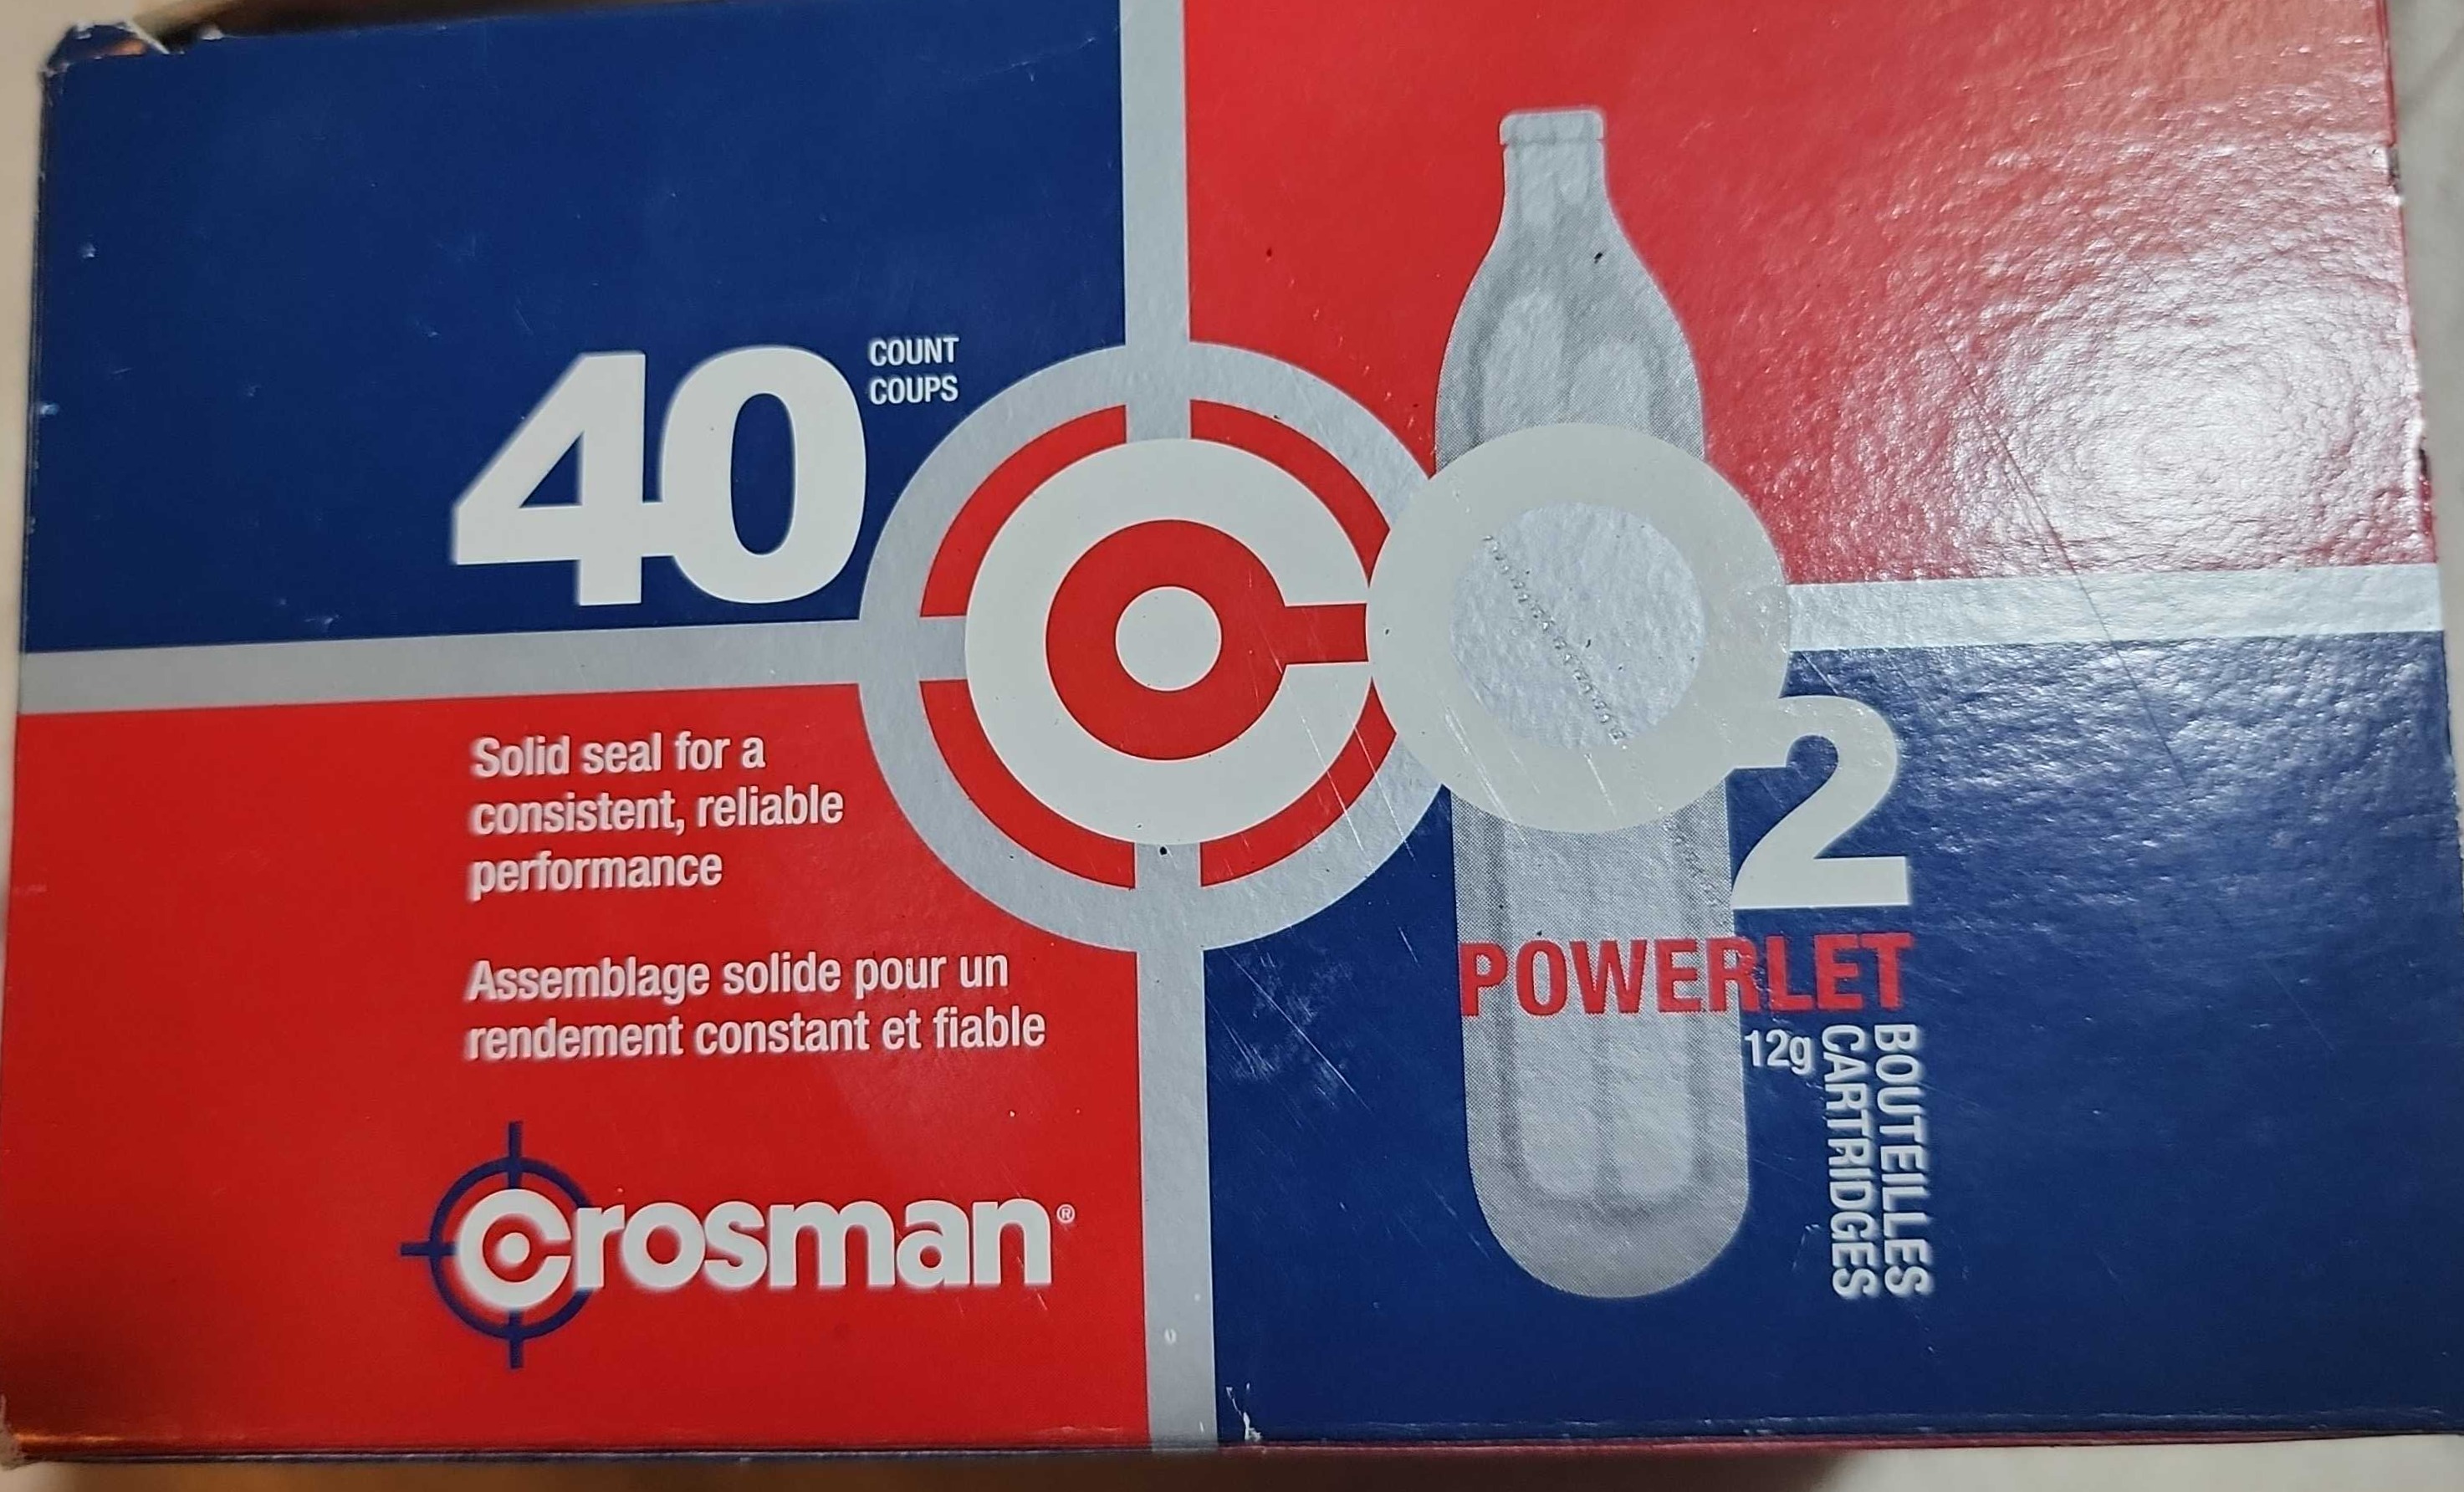 40
COUNT
COUPS
Solid seal for a
consistent, reliable
performance
Assemblage solide pour un
rendement constant et fiable
Crosman®
CO2
POWERLET
12g
BOUTEILLES
CARTRIDGES